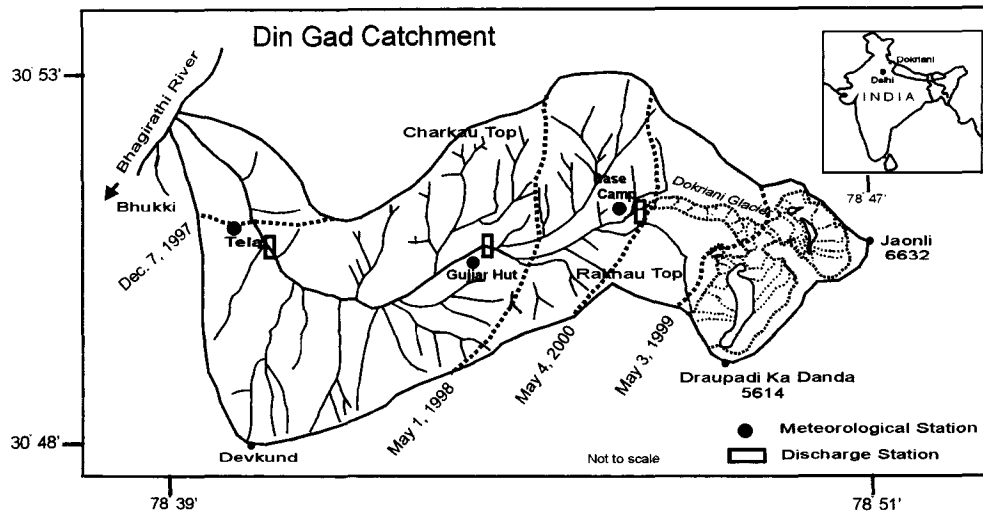 Din Gad Catchment
30 53'
Dokriani
Delhi
INDIA
Bhagirathi River
Charkau Top
Base
Camp
Dokriani Glacier
78 47'
Bhukki
Tela
Jaonli
6632
Dec. 7, 1997
Gujjar Hut
Rakhau Top
May 1, 1998
May 4, 2000
May 3, 1999
Draupadi Ka Danda
5614
Meteorological Station
30 48'
Devkund
Not to scale
Discharge Station
78 39'
78 51'